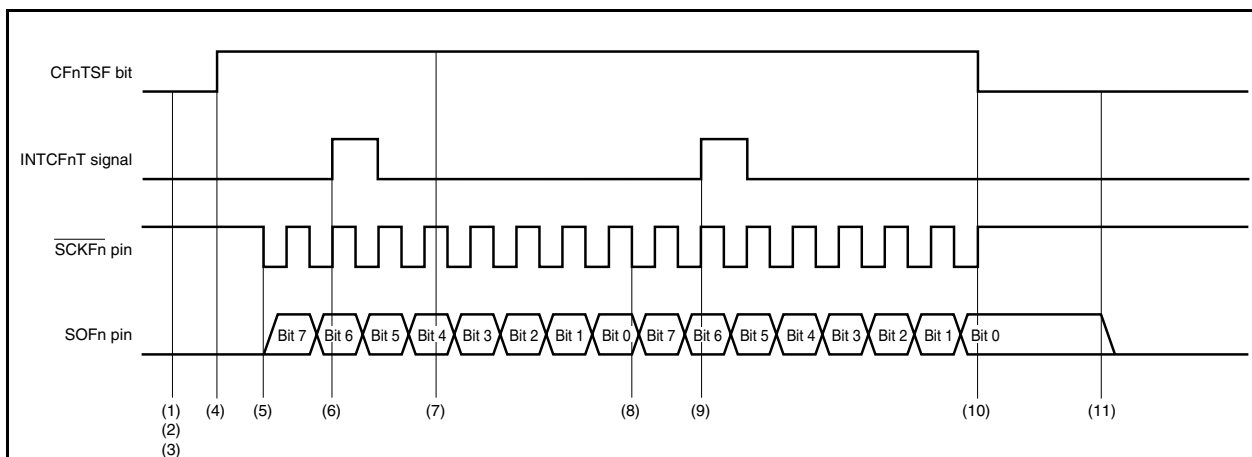 CFnTSF bit
INTCFnT signal
SCKFn pin
SOFn pin
Bit 7 Bit 6 Bit 5 Bit 4 Bit 3 Bit 2 Bit 1 Bit 0 Bit 7 Bit 6 Bit 5 Bit 4 Bit 3 Bit 2 Bit 1 Bit 0
(1) (4) (5) (6) (7) (8) (9) (10) (11)
(2)
(3)